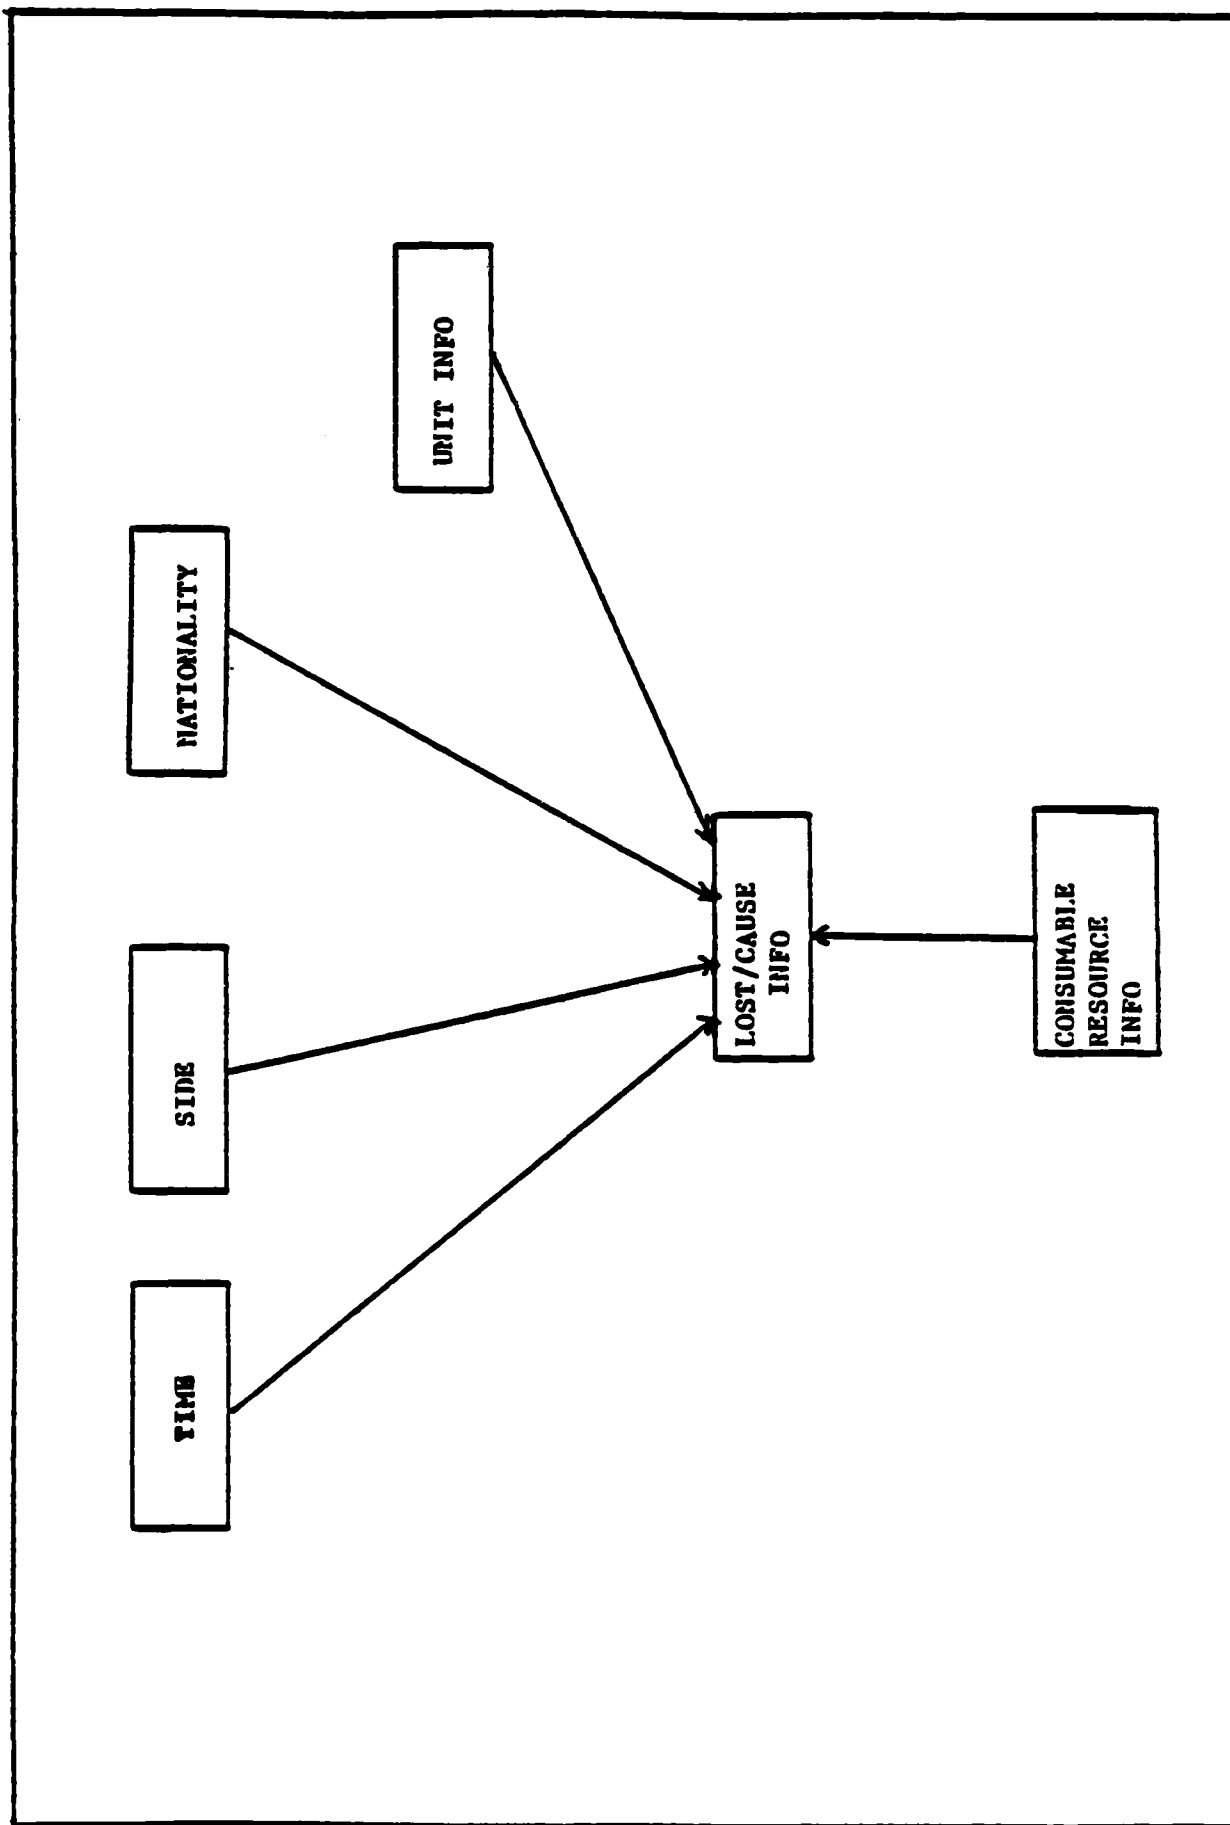 TIME
SIDE
NATIONALITY
UNIT INFO
LOST/CAUSE
INFO
CONSUMABLE
RESOURCE
INFO